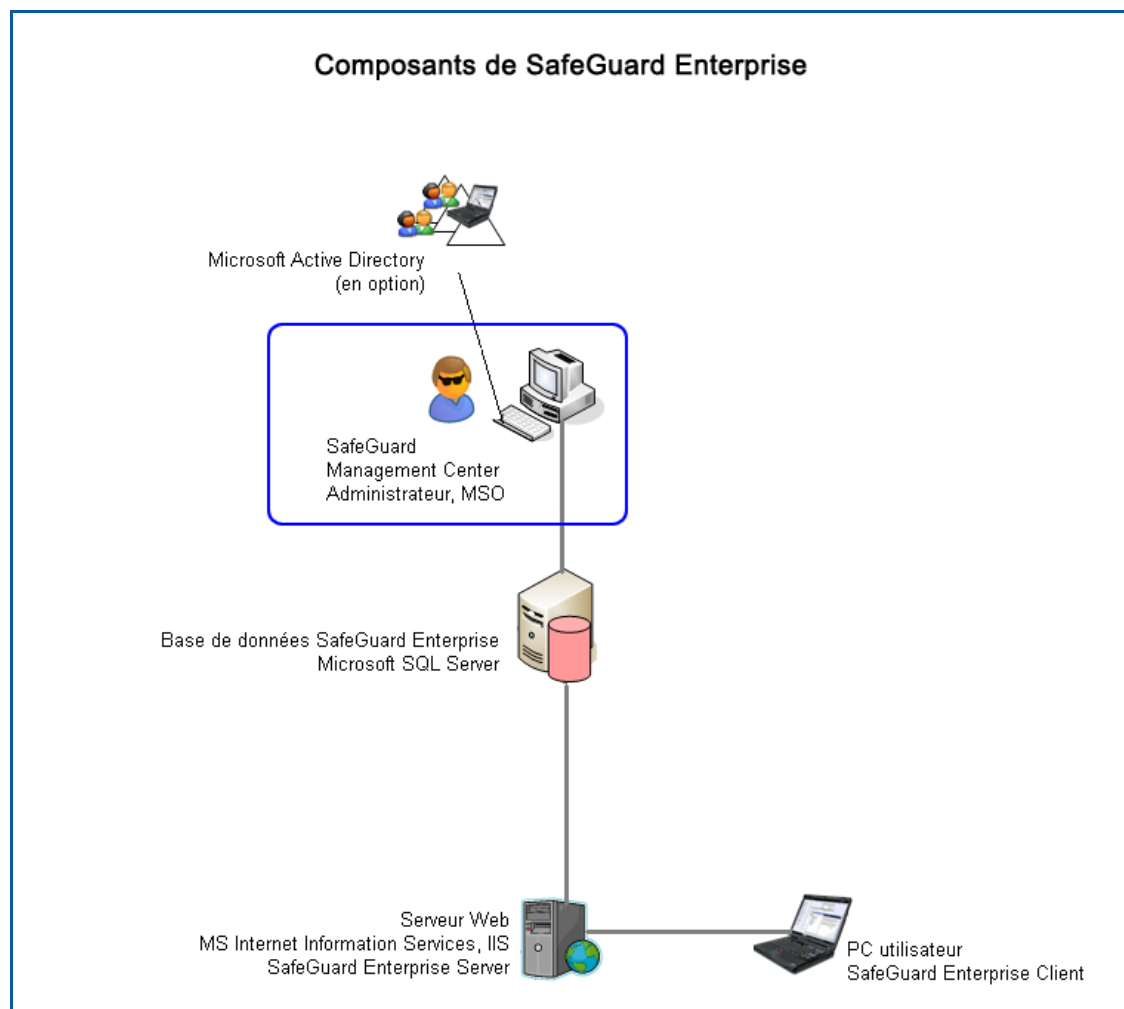 Composants de SafeGuard Enterprise
Microsoft Active Directory
(en option)
SafeGuard
Management Center
Administrateur, MSO
Base de données SafeGuard Enterprise
Microsoft SQL Server
Serveur Web
MS Internet Information Services, IIS
SafeGuard Enterprise Server
PC utilisateur
SafeGuard Enterprise Client